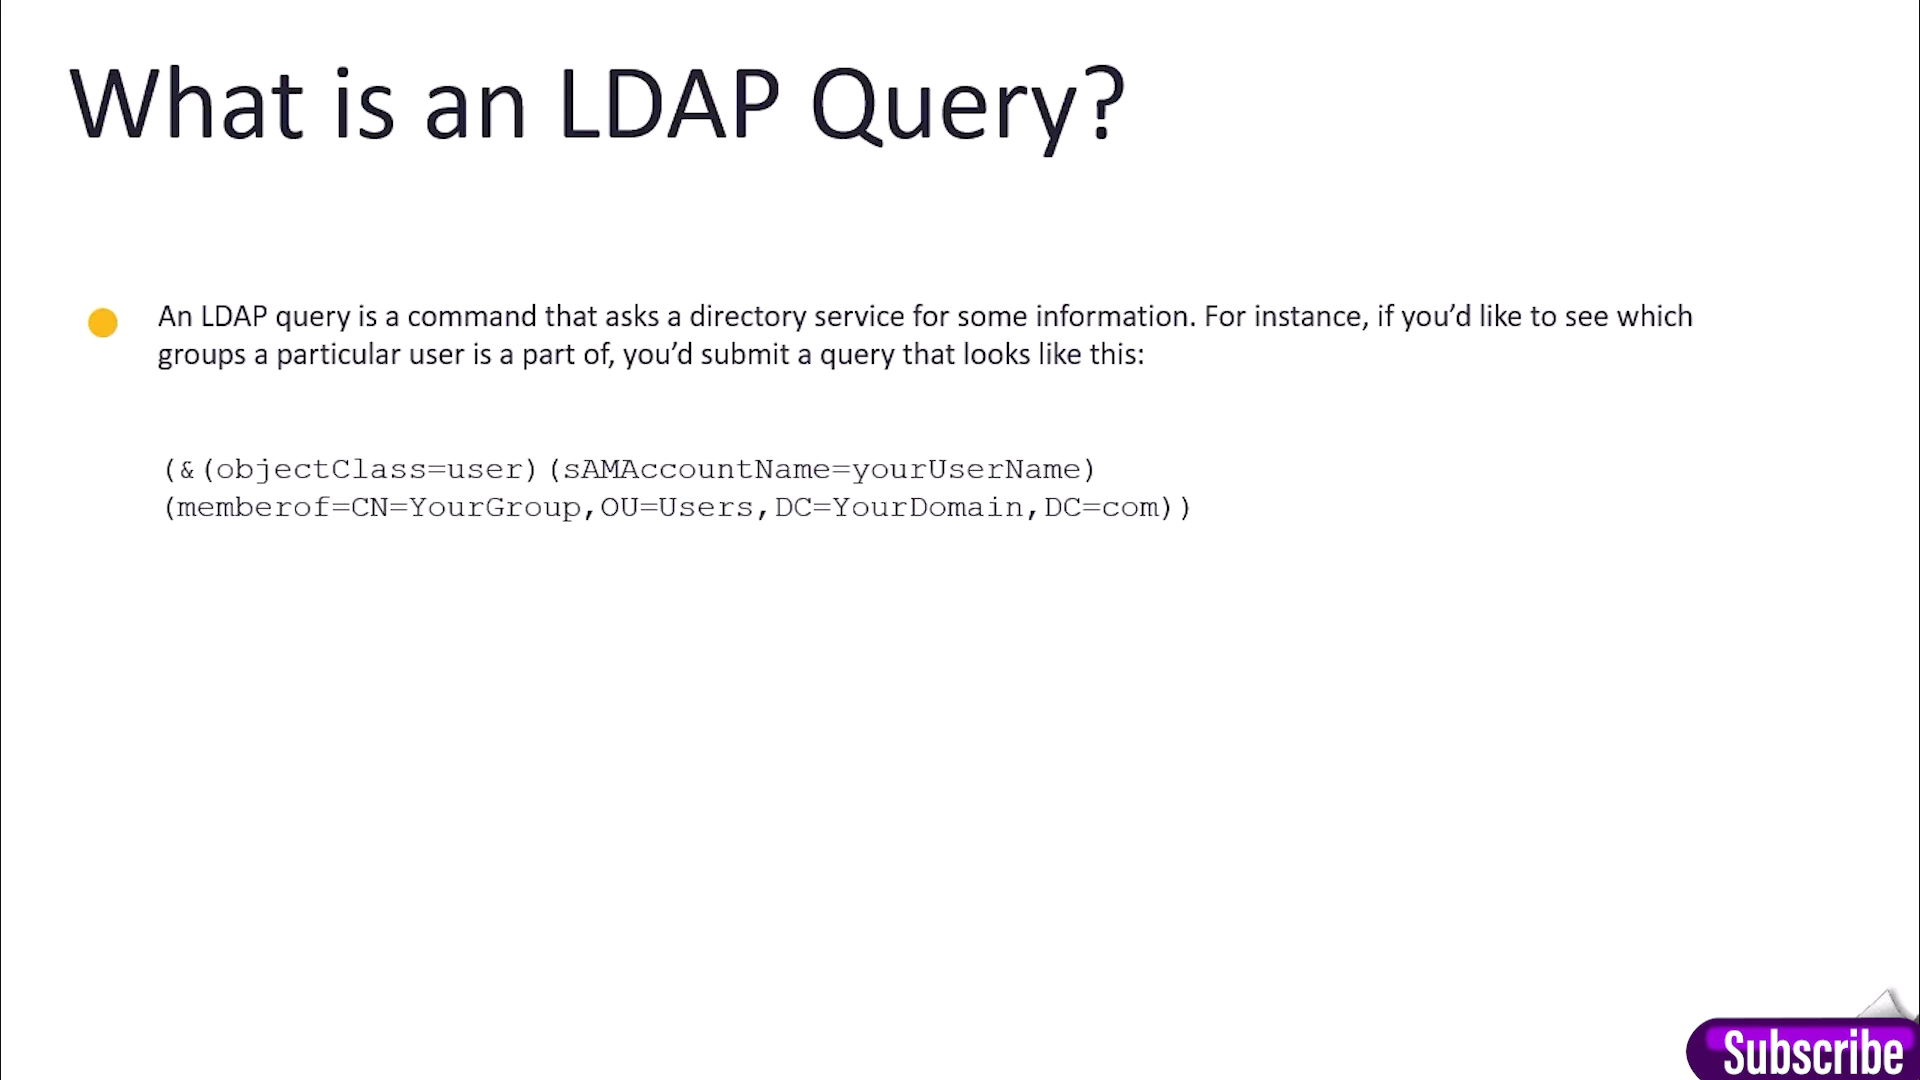 What is an LDAP Query?
An LDAP query is a command that asks a directory service for some information. For instance, if you’d like to see which
groups a particular user is a part of, you’d submit a query that looks like this:
(&(objectClass=user)(sAMAccountName=yourUserName)
(memberof=CN=YourGroup,OU=Users,DC=YourDomain,DC=com))
Subscribe